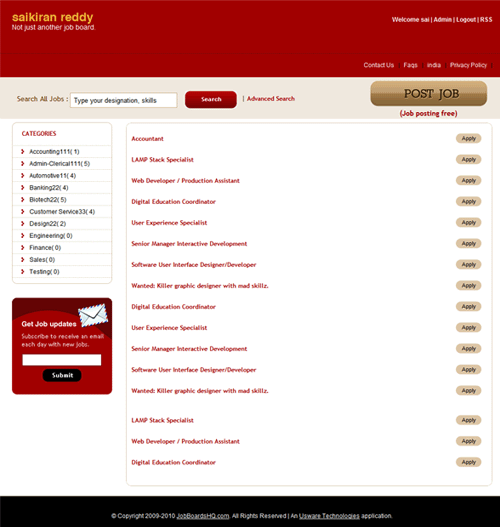 saikiran reddy
Not just another job board.
Welcome sai | Admin | Logout | RSS
Contact Us Faqs india Privacy Policy
Search All Jobs : Type your designation, skills Search | Advanced Search
POST JOB
(Job posting free)
CATEGORIES
Accounting111( 1)
Admin-Clerical111( 5)
Automotive11( 4)
Banking22( 4)
Biotech22( 5)
Customer Service33( 4)
Design22( 2)
Engineering( 0)
Finance( 0)
Sales( 0)
Testing( 0)
Get Job updates
Subscribe to receive an email
each day with new jobs.
Submit
Accountant Apply
LAMP Stack Specialist Apply
Web Developer / Production Assistant Apply
Digital Education Coordinator Apply
User Experience Specialist Apply
Senior Manager Interactive Development Apply
Software User Interface Designer/Developer Apply
Wanted: Killer graphic designer with mad skillz. Apply
Digital Education Coordinator Apply
User Experience Specialist Apply
Senior Manager Interactive Development Apply
Software User Interface Designer/Developer Apply
Wanted: Killer graphic designer with mad skillz. Apply
LAMP Stack Specialist Apply
Web Developer / Production Assistant Apply
Digital Education Coordinator Apply
© Copyright 2009-2010 JobBoardsHQ.com. All Rights Reserved | An Usware Technologies application.